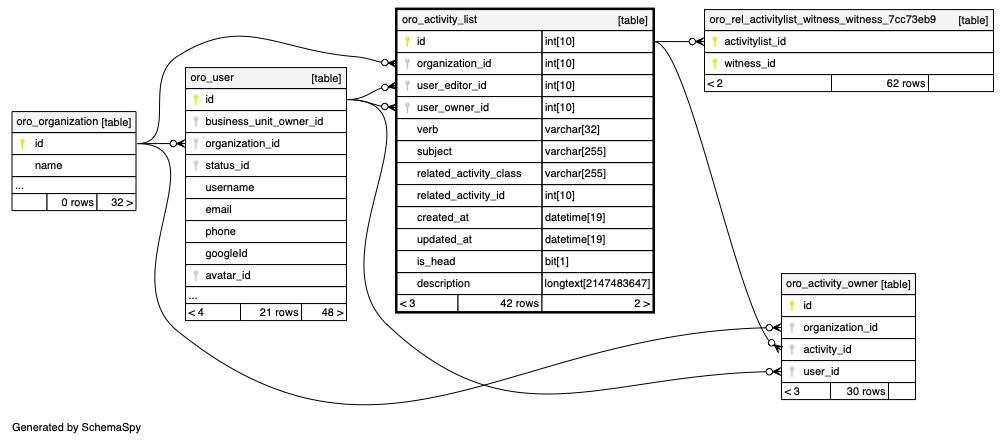 oro_organization [table]
id
name
...
0 rows 32 >
oro_user [table]
id
business_unit_owner_id
organization_id
status_id
username
email
phone
googleId
avatar_id
...
< 4 21 rows 48 >
oro_activity_list [table]
id int[10]
organization_id int[10]
user_editor_id int[10]
user_owner_id int[10]
verb varchar[32]
subject varchar[255]
related_activity_class varchar[255]
related_activity_id int[10]
created_at datetime[19]
updated_at datetime[19]
is_head bit[1]
description longtext[2147483647]
< 3 42 rows 2 >
oro_rel_activitylist_witness_witness_7cc73eb9 [table]
activitylist_id
witness_id
< 2 62 rows
oro_activity_owner [table]
id
organization_id
activity_id
user_id
< 3 30 rows
Generated by SchemaSpy